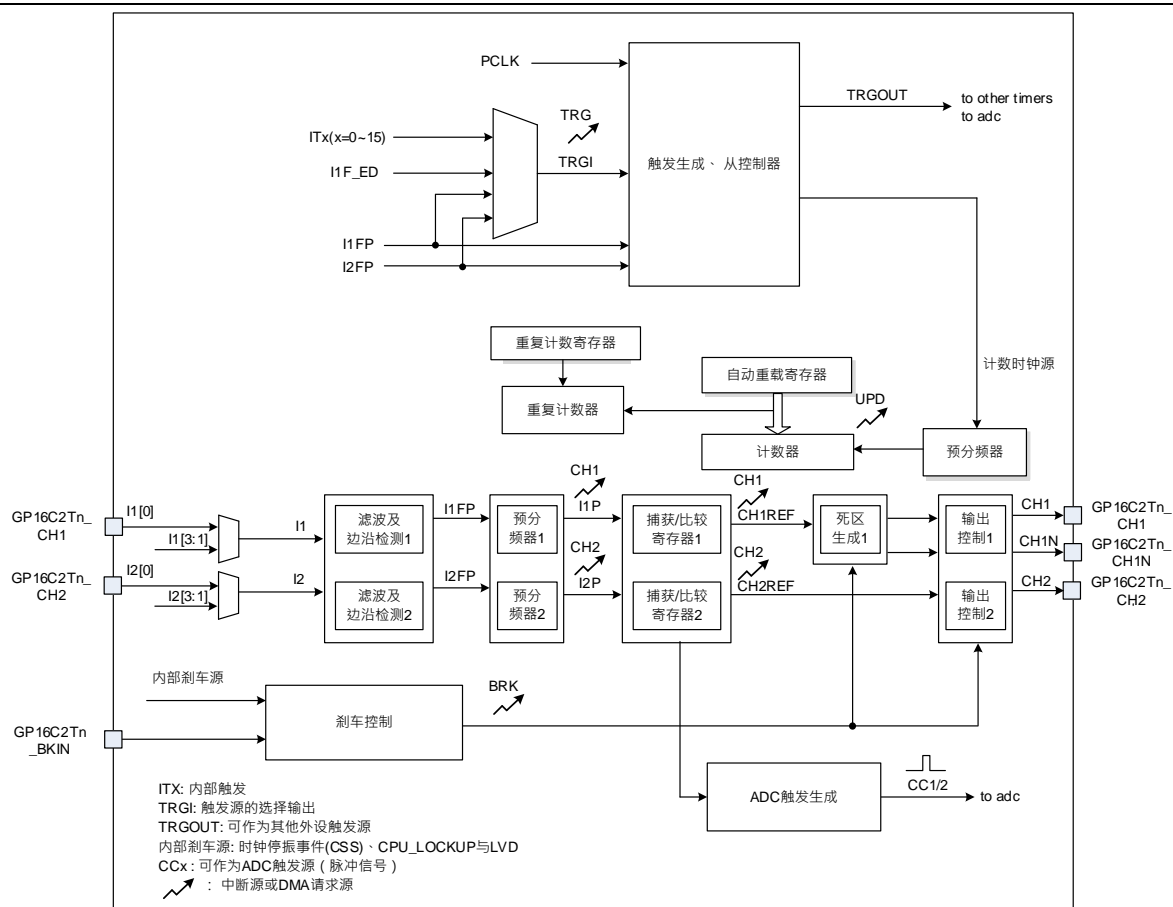 PCLK
TRGOUT
to other timers
to adc
ITx(x=0~15)
TRG
I1F_ED
TRGI
触发生成、 从控制器
I1FP
I2FP
重复计数寄存器
自动重载寄存器
计数时钟源
重复计数器
UPD
计数器
预分频器
GP16C2Tn_
CH1
I1[0]
I1[3:1]
I1
滤波及
边沿检测1
I1FP
预分
频器1
CH1
I1P
捕获/比较
寄存器1
CH1
CH1REF
死区
生成1
输出
控制1
CH1
GP16C2Tn_
CH1
CH1N
GP16C2Tn_
CH1N
GP16C2Tn_
CH2
I2[0]
I2[3:1]
I2
滤波及
边沿检测2
I2FP
预分
频器2
CH2
I2P
捕获/比较
寄存器2
CH2
CH2REF
输出
控制2
CH2
GP16C2Tn_
CH2
内部刹车源
GP16C2Tn
_BKIN
刹车控制
BRK
ADC触发生成
CC1/2
to adc
ITX: 内部触发
TRGI: 触发源的选择输出
TRGOUT: 可作为其他外设触发源
内部刹车源: 时钟停振事件(CSS)、CPU_LOCKUP与LVD
CCx : 可作为ADC触发源（脉冲信号）
: 中断源或DMA请求源